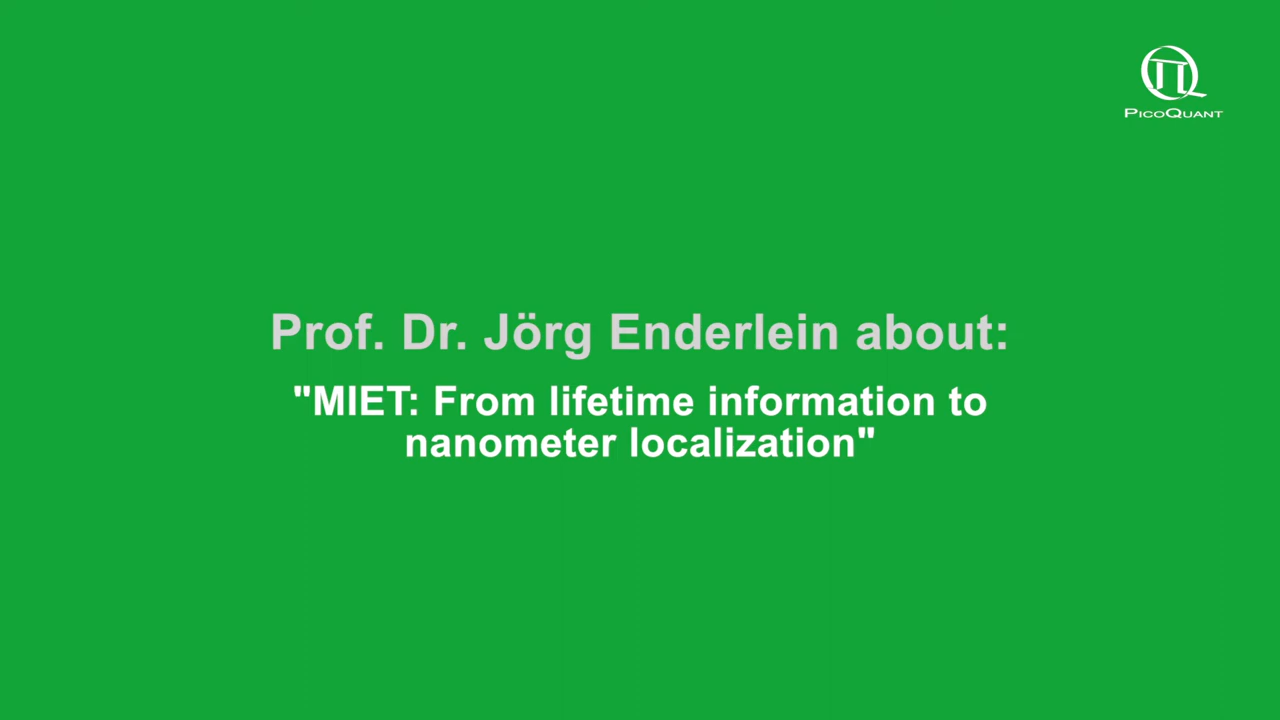 PICOQUANT
Prof. Dr. Jörg Enderlein about:
"MIET: From lifetime information to
nanometer localization"